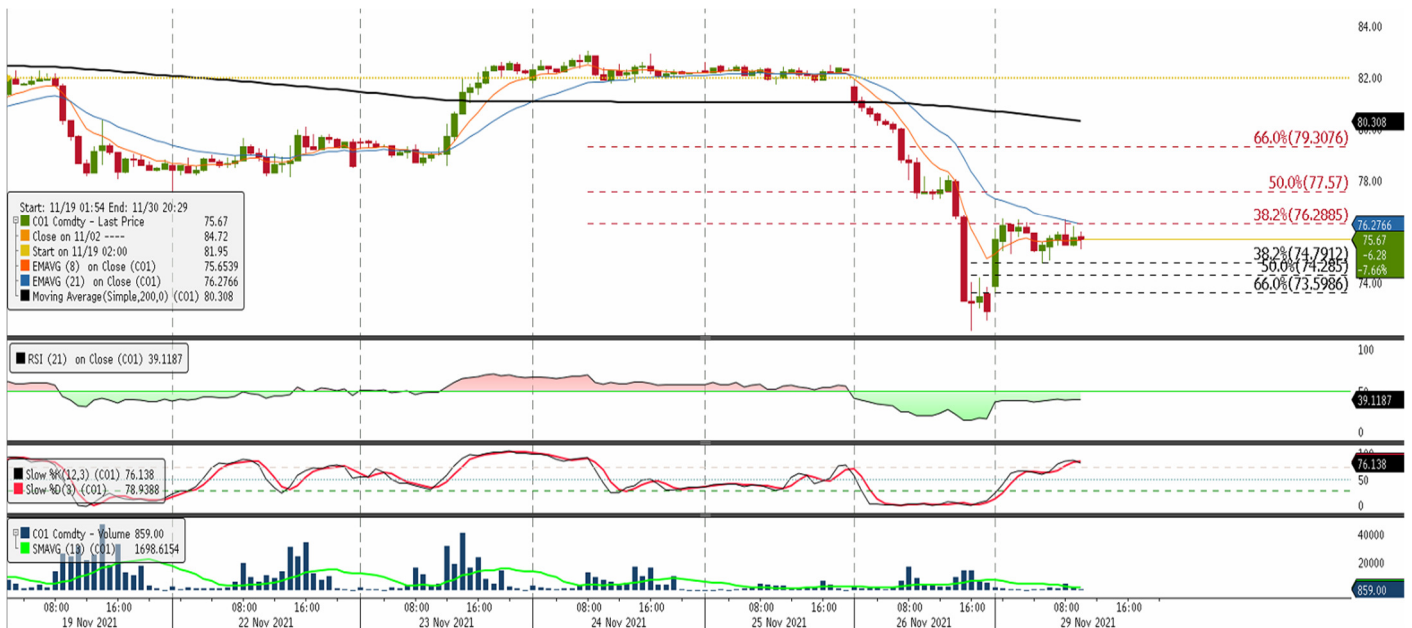 84.00
82.00
80.308
80.00
66.0%(79.3076)
78.00
50.0%(77.57)
38.2%(76.2885)
76.2766
75.67
-6.28
-7.66%
38.2%(74.7912)
50.0%(74.285)
74.00
66.0%(73.5986)
Start: 11/19 01:54 End: 11/30 20:29
CO1 Comdty - Last Price 75.67
Close on 11/02 ---- 84.72
Start on 11/19 02:00 81.95
EMAVG (8) on Close (CO1) 75.6539
EMAVG (21) on Close (CO1) 76.2766
Moving Average(Simple,200,0) (CO1) 80.308
RSI (21) on Close (CO1) 39.1187
100
50
39.1187
0
Slow %K(12,3) (CO1) 76.138
Slow %D(3) (CO1) 78.9388
100
76.138
50
0
CO1 Comdty - Volume 859.00
SMAVG (13) (CO1) 1698.6154
40000
20000
859.00
08:00 16:00 08:00 16:00 08:00 16:00 08:00 16:00 08:00 16:00 08:00 16:00 08:00 16:00
19 Nov 2021 22 Nov 2021 23 Nov 2021 24 Nov 2021 25 Nov 2021 26 Nov 2021 29 Nov 2021